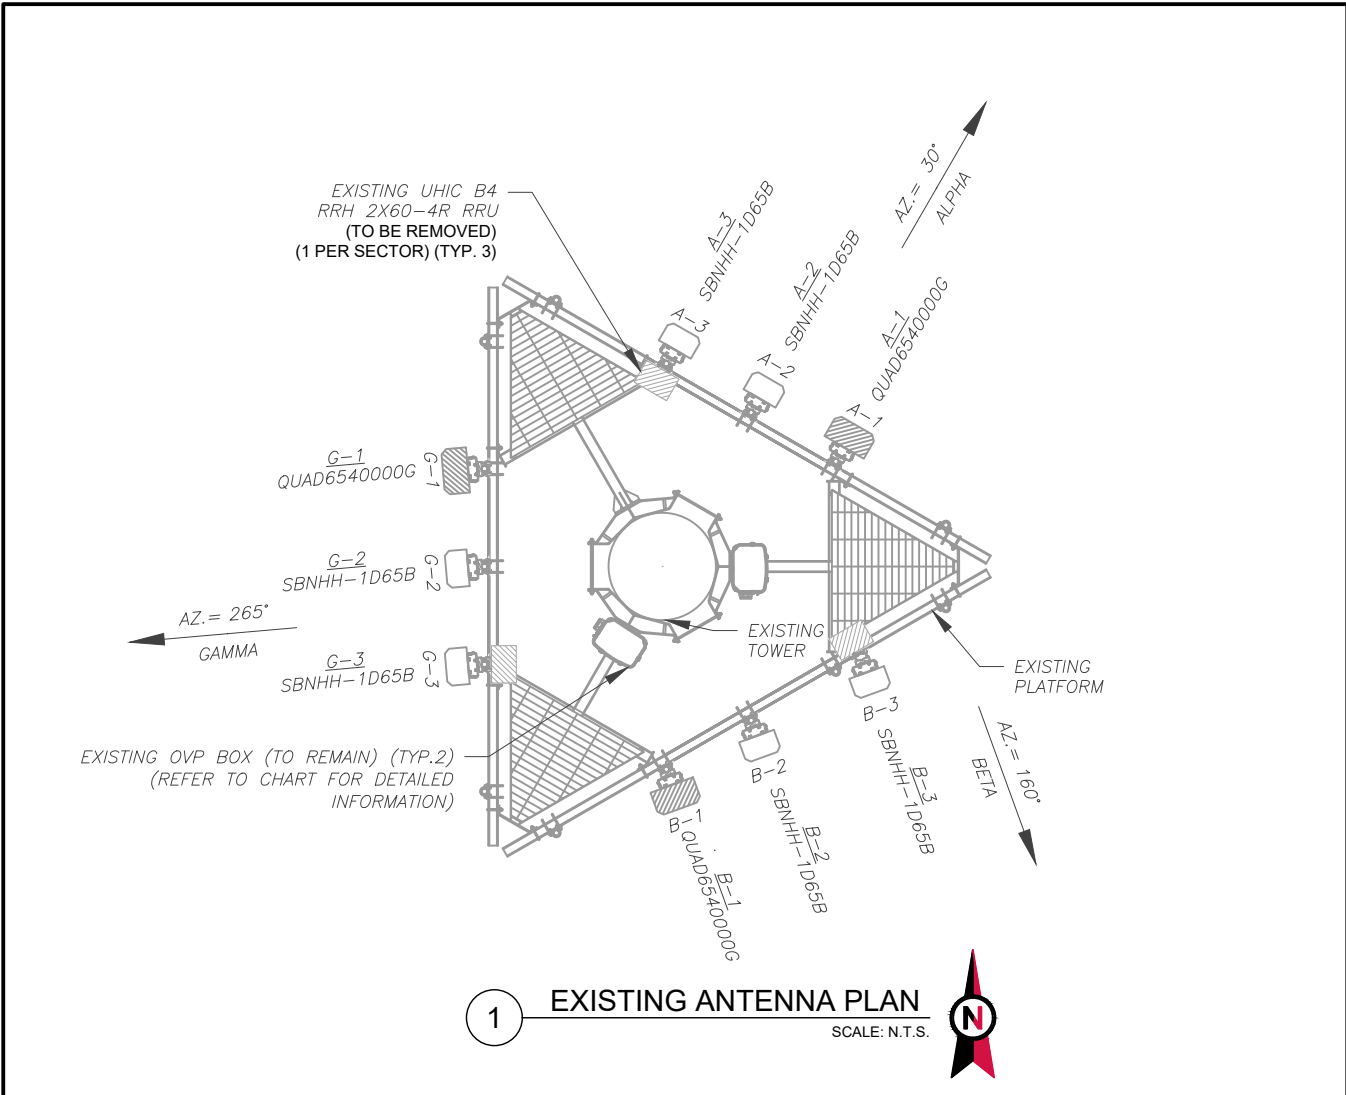 EXISTING UHIC B4
RRH 2X60-4R RRU
(TO BE REMOVED)
(1 PER SECTOR) (TYP. 3)
A-3
SBNHH-1D65B
A-3
A-2
SBNHH-1D65B
A-2
A-1
QUAD6540000G
A-1
AZ.= 30°
ALPHA
G-1
QUAD6540000G
G-1
G-2
SBNHH-1D65B
G-2
AZ.= 265°
GAMMA
G-3
SBNHH-1D65B
G-3
EXISTING
TOWER
EXISTING
PLATFORM
EXISTING OVP BOX (TO REMAIN) (TYP.2)
(REFER TO CHART FOR DETAILED
INFORMATION)
B-3
B-3
SBNHH-1D65B
B-2
B-2
SBNHH-1D65B
B-1
B-1
QUAD6540000G
AZ.= 160°
BETA
1
EXISTING ANTENNA PLAN
SCALE: N.T.S.
N